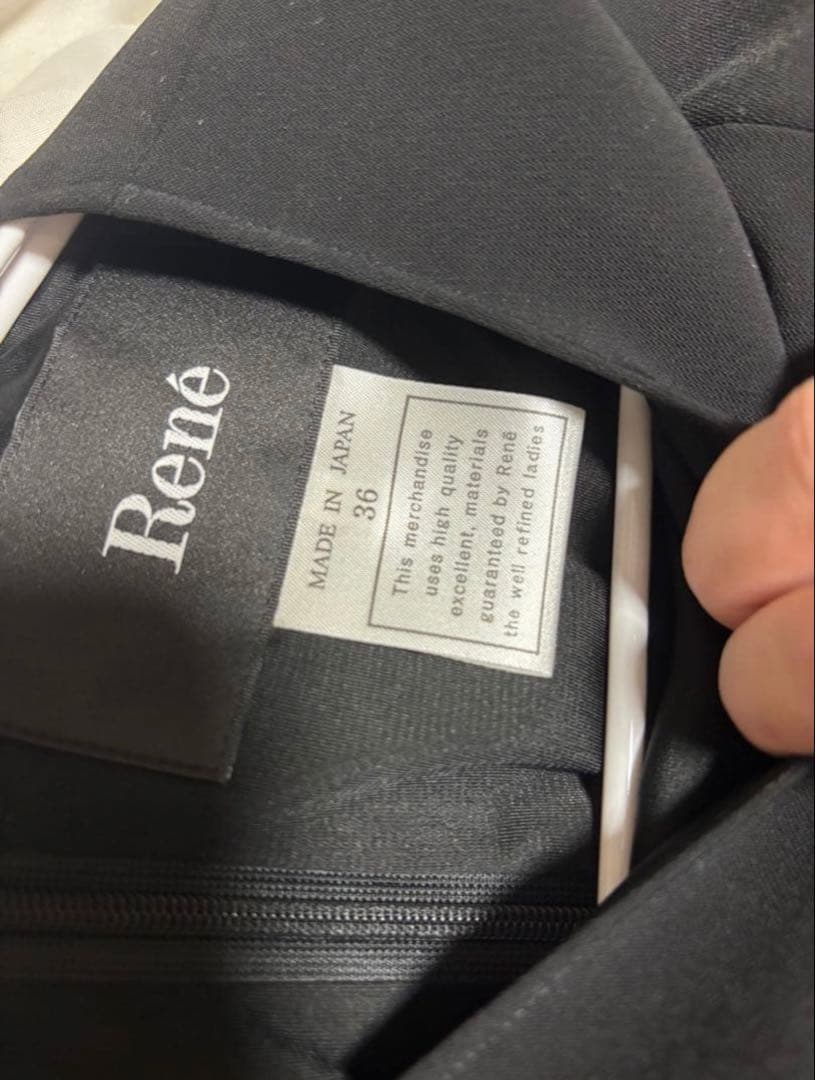 René
MADE IN JAPAN
36
This merchandise
uses high quality
excellent, materials
guaranteed by René
the well refined ladies